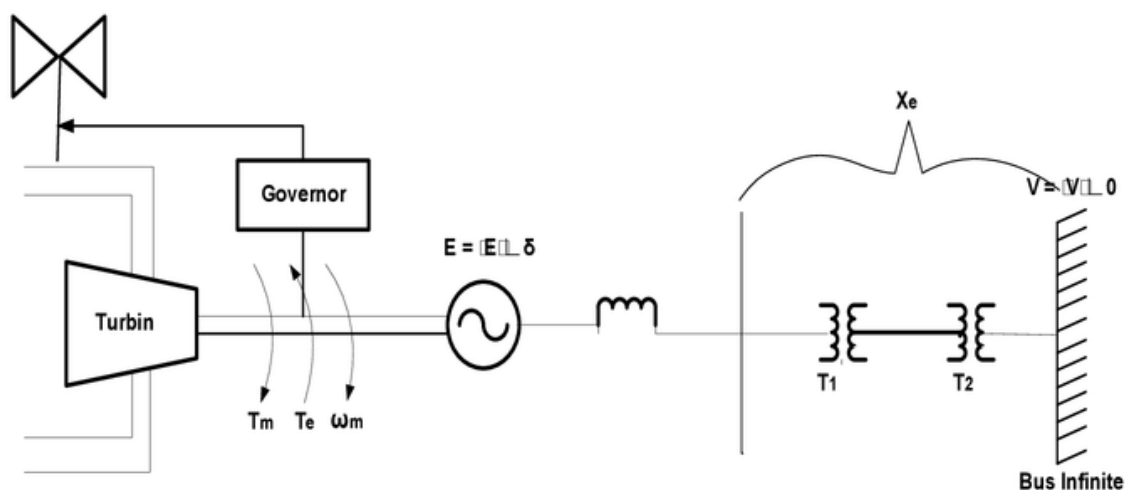 Xe
Governor
V = V∟0
E = E∟δ
Turbin
T1
T2
Tm
Te
ωm
Bus Infinite